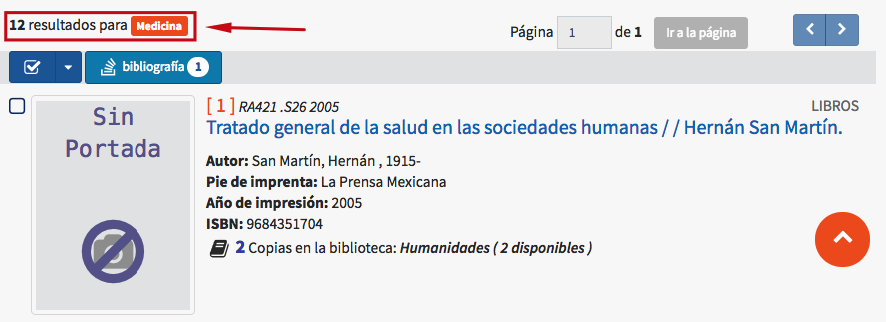 12 resultados para Medicina
Página 1 de 1 Ir a la página
bibliografía 1
Sin
Portada
[ 1 ] RA421 .S26 2005
LIBROS
Tratado general de la salud en las sociedades humanas / / Hernán San Martín.
Autor: San Martín, Hernán , 1915-
Pie de imprenta: La Prensa Mexicana
Año de impresión: 2005
ISBN: 9684351704
2 Copias en la biblioteca: Humanidades ( 2 disponibles )